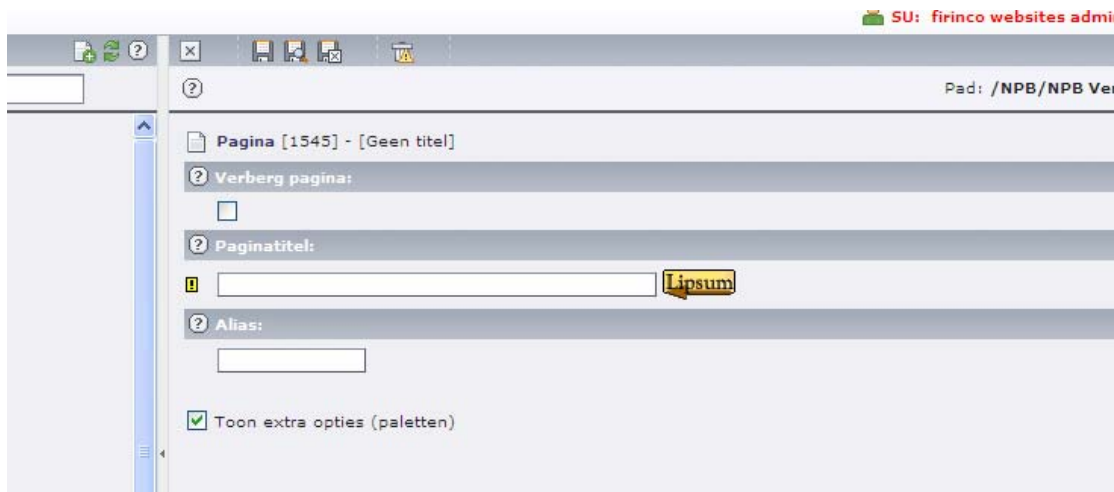 SU: firinco websites admi
Pad: /NPB/NPB Ve
Pagina [1545] - [Geen titel]
Verberg pagina:
Paginatitel:
Lipsum
Alias:
Toon extra opties (paletten)